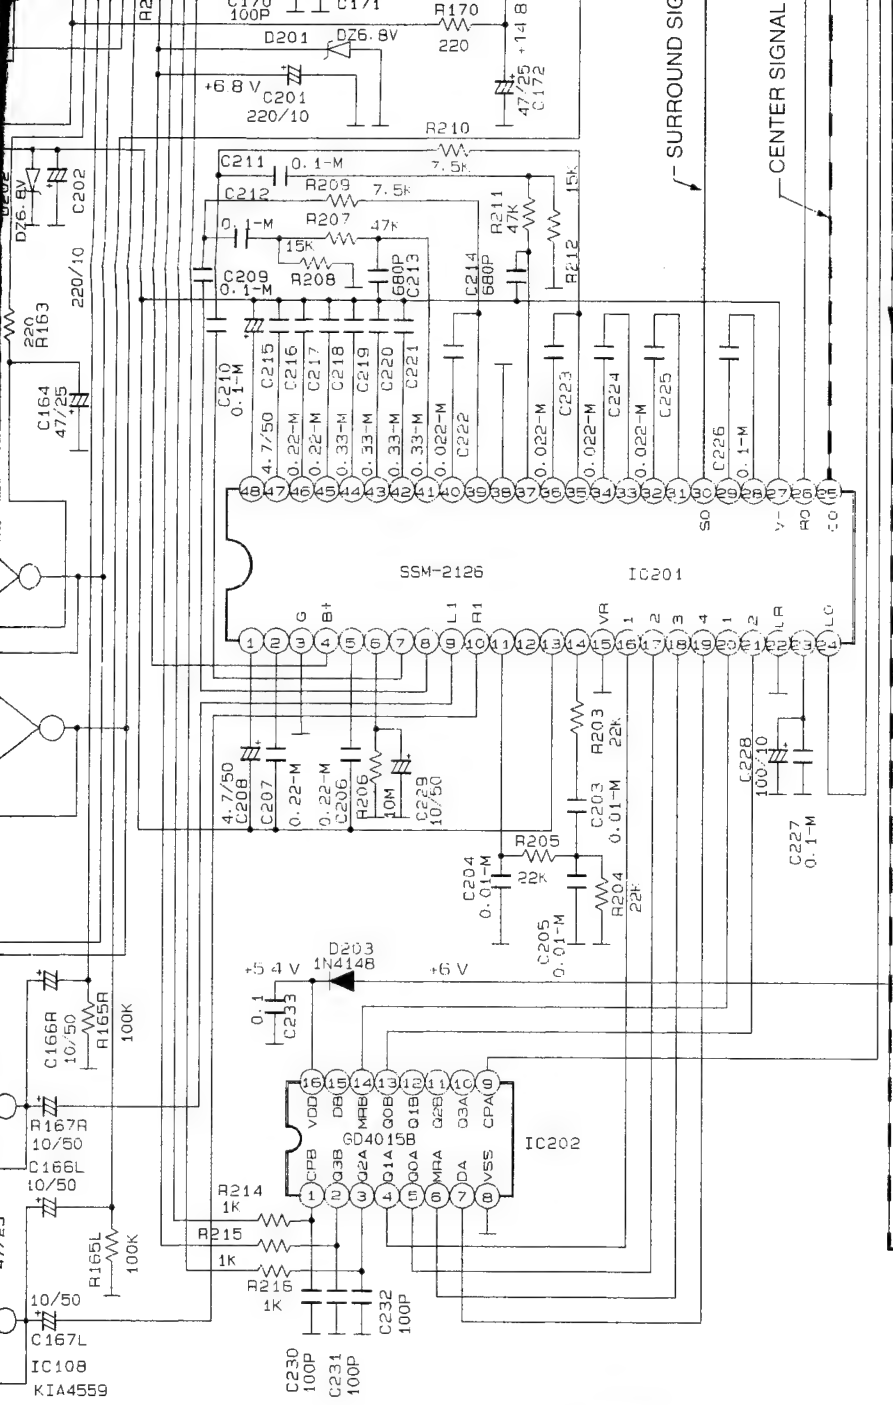 100P
C171
R170
220
+14 8
47/25
C172
D201
DZ6.8V
+6.8 V
C201
220/10
SURROUND SIG
CENTER SIGNAL
DZ6.8V
C202
220/10
R210
7.5K
C211
0.1-M
R209
7.5K
C212
0.1-M
R207
47K
15K
R208
R211
47K
15K
R212
C209
0.1-M
680P
C213
C214
680P
220
R163
C164
47/25
C210
0.1-M
C215
4.7/50
C216
0.22-M
C217
0.22-M
C218
0.33-M
C219
0.33-M
C220
0.33-M
C221
0.33-M
0.022-M
C222
0.022-M
C223
0.022-M
C224
0.022-M
C225
C226
0.1-M
48 47 46 45 44 43 42 41 40 39 38 37 36 35 34 33 32 31 30 29 28 27 26 25
SO
V-
RO
CO
SSM-2126
IC201
G
B+
L1
R1
VR
1
2
3
4
1
2
LR
LO
1 2 3 4 5 6 7 8 9 10 11 12 13 14 15 16 17 18 19 20 21 22 23 24
4.7/50
C208
C207
0.22-M
0.22-M
C206
R206
10M
C229
10/50
R203
22K
C203
0.01-M
R205
22K
C204
0.01-M
C205
0.01-M
R204
22K
C228
100/10
C227
0.1-M
D203
1N4148
+5 4 V
+6 V
0.1
C233
C166R
10/50
R165R
100K
R167R
10/50
C166L
10/50
R165L
100K
16 15 14 13 12 11 10 9
VDD
DB
MRB
Q0B
Q1B
Q2B
Q3A
CPA
GD4015B
IC202
CPB
Q3B
Q2A
Q1A
Q0A
MRA
DA
VSS
1 2 3 4 5 6 7 8
R214
1K
R215
1K
R216
1K
C230
100P
C231
100P
C232
100P
10/50
C167L
IC108
KIA4559